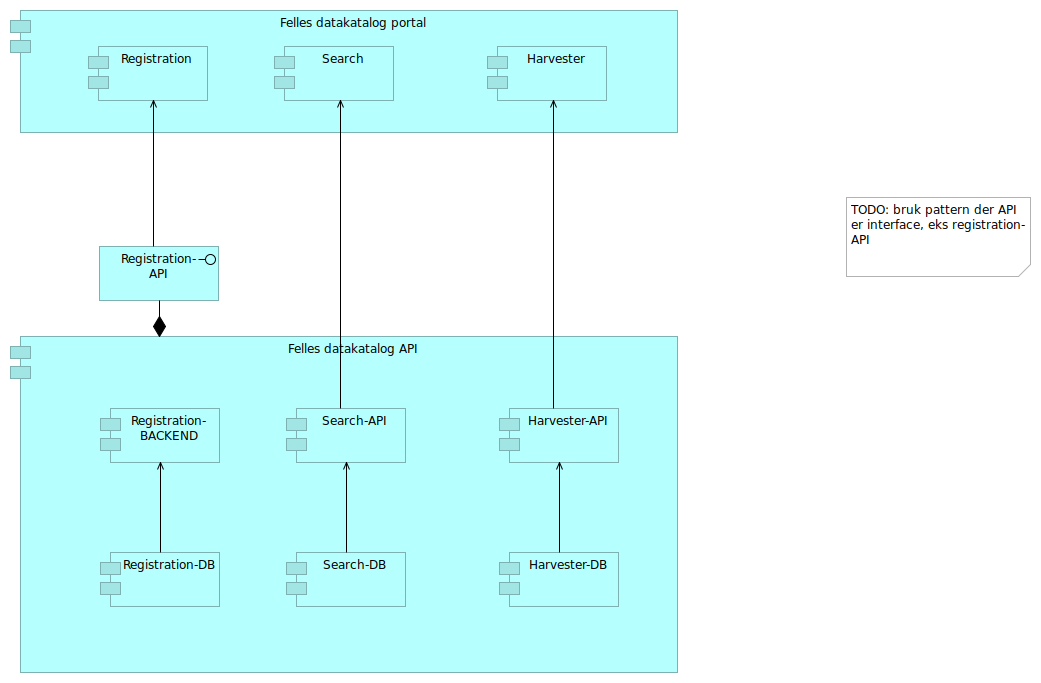 Felles datakatalog portal
Registration
Search
Harvester
TODO: bruk pattern der API
er interface, eks registration-
API
Registration-
API
Felles datakatalog API
Registration-
BACKEND
Search-API
Harvester-API
Registration-DB
Search-DB
Harvester-DB